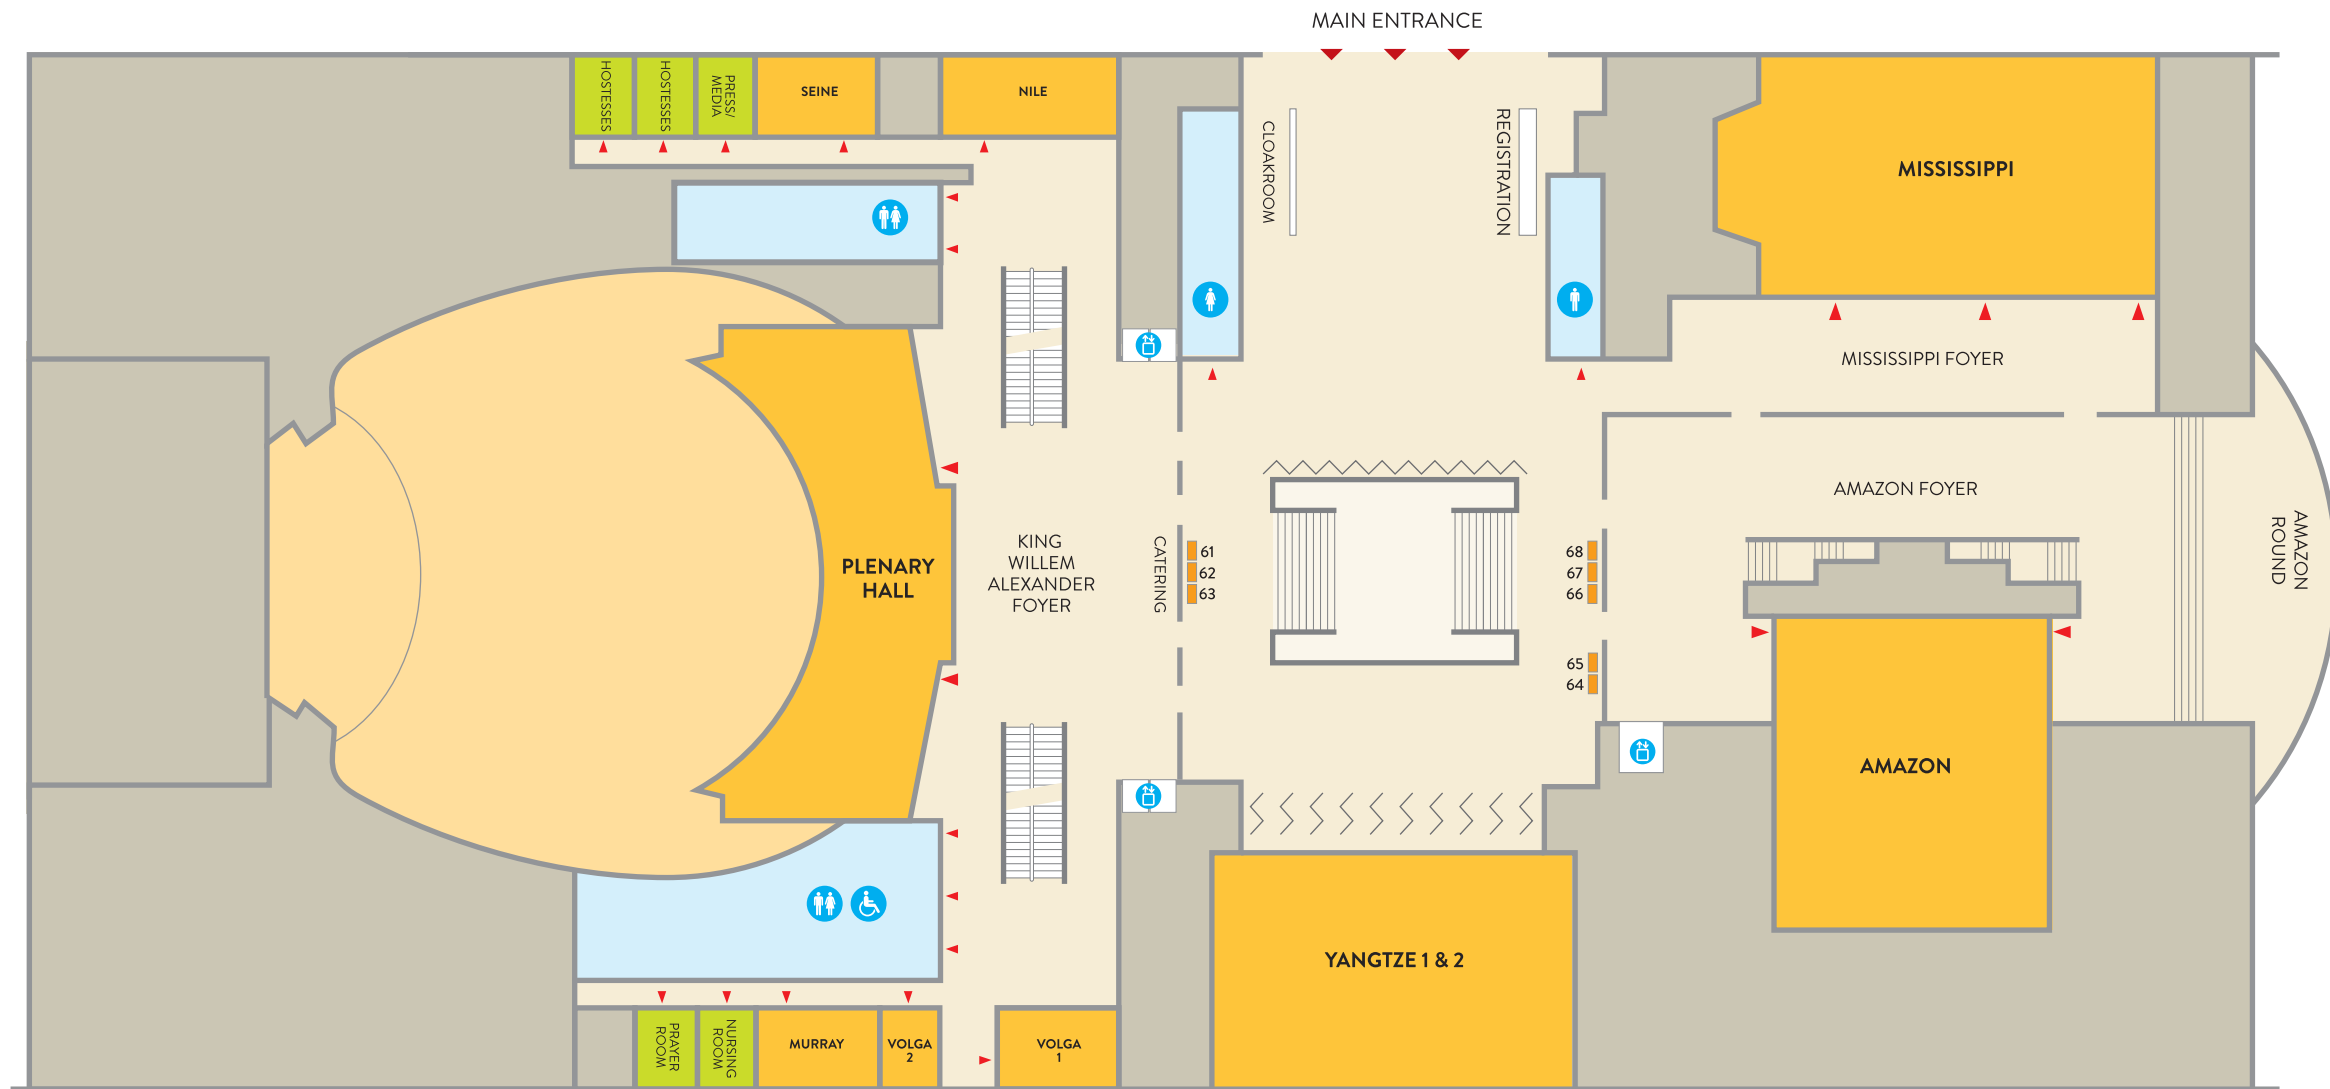 MAIN ENTRANCE
HOSTESSES
HOSTESSES
PRESS/
MEDIA
SEINE
NILE
CLOAKROOM
REGISTRATION
MISSISSIPPI
MISSISSIPPI FOYER
AMAZON FOYER
AMAZON
ROUND
PLENARY
HALL
KING
WILLEM
ALEXANDER
FOYER
CATERING
61
62
63
68
67
66
65
64
AMAZON
YANGTZE 1 & 2
PRAYER
ROOM
NURSING
ROOM
MURRAY
VOLGA
2
VOLGA
1